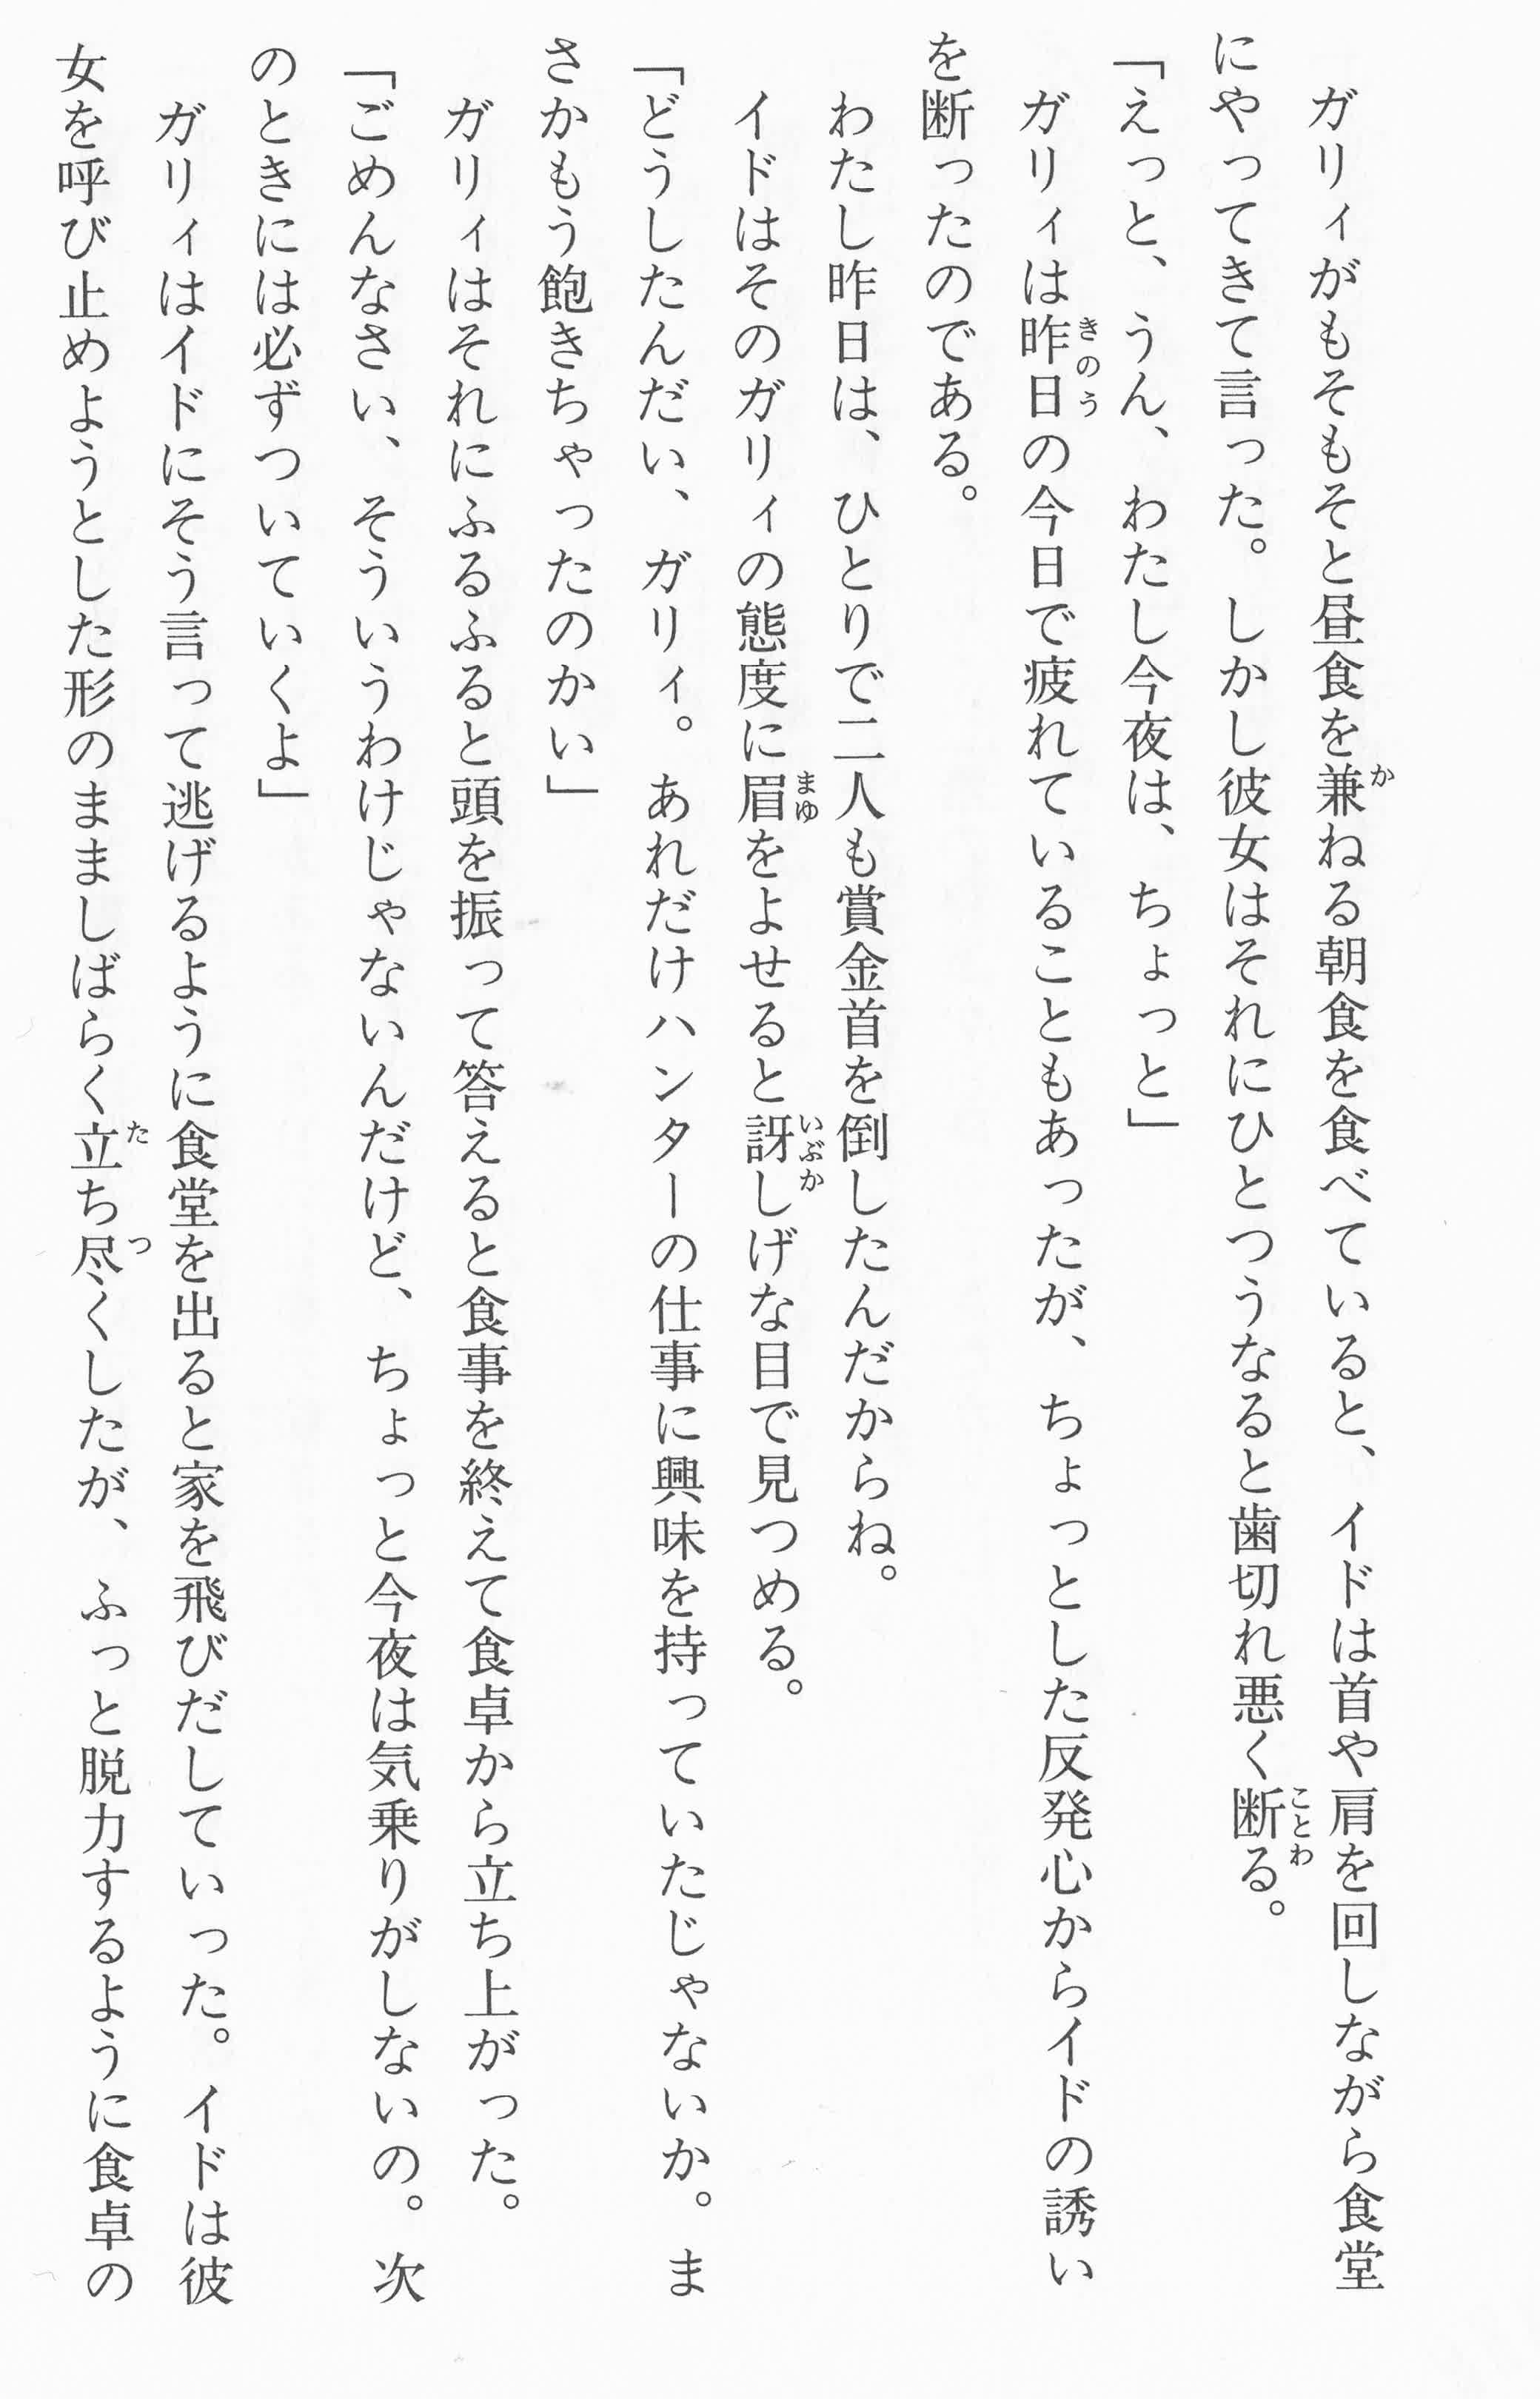 ガリィがもそもそと昼食を兼ねる朝食を食べていると、イドは首や肩を回しながら食堂
にやってきて言った。しかし彼女はそれにひとつうなると歯切れ悪く断る。
「えっと、うん、わたし今夜は、ちょっと」
　ガリィは昨日の今日で疲れていることもあったが、ちょっとした反発心からイドの誘い
を断ったのである。
　わたし昨日は、ひとりで二人も賞金首を倒したんだからね。
　イドはそのガリィの態度に眉をよせると訝しげな目で見つめる。
「どうしたんだい、ガリィ。あれだけハンターの仕事に興味を持っていたじゃないか。ま
さかもう飽きちゃったのかい」
　ガリィはそれにふるふると頭を振って答えると食事を終えて食卓から立ち上がった。
「ごめんなさい、そういうわけじゃないんだけど、ちょっと今夜は気乗りがしないの。次
のときには必ずついていくよ」
　ガリィはイドにそう言って逃げるように食堂を出ると家を飛びだしていった。イドは彼
女を呼び止めようとした形のまましばらく立ち尽くしたが、ふっと脱力するように食卓の